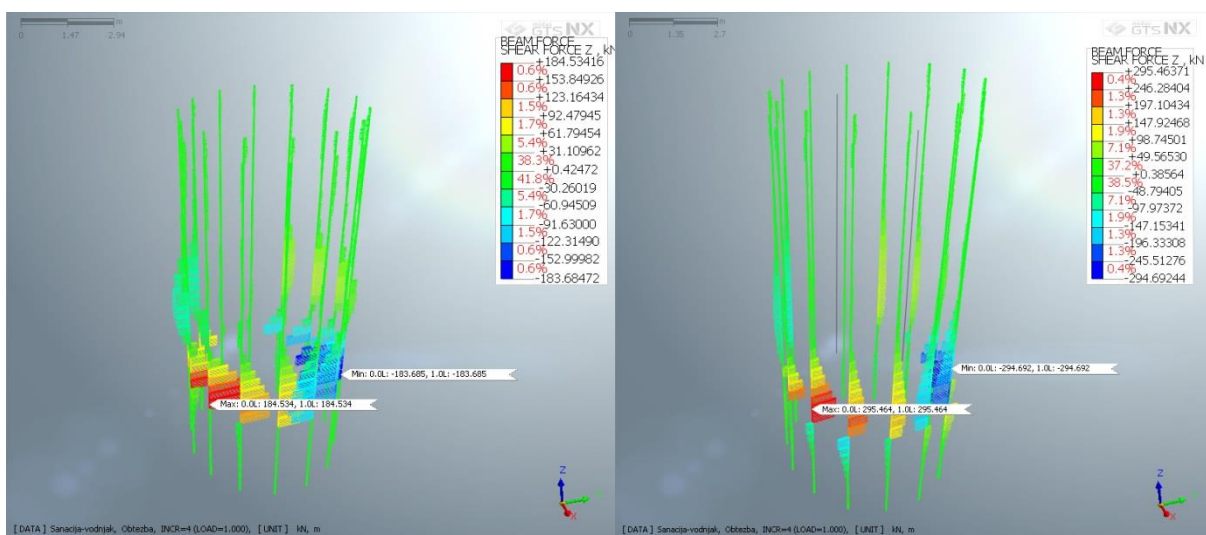 0 1.47 2.94 m
midas GTS NX
BEAM FORCE
SHEAR FORCE Z , kN
+184.53416
0.6%
+153.84926
0.6%
+123.16434
1.5%
+92.47945
1.7%
+61.79454
5.4%
+31.10962
38.3%
+0.42472
41.8%
-30.26019
5.4%
-60.94509
1.7%
-91.63000
1.5%
-122.31490
0.6%
-152.99982
0.6%
-183.68472
Min: 0.0L: -183.685, 1.0L: -183.685
Max: 0.0L: 184.534, 1.0L: 184.534
Z
X
[ DATA ] Sanacija-vodnjak, Obtezba, INCR=4 (LOAD=1.000), [ UNIT ] kN, m
0 1.35 2.7 m
midas GTS NX
BEAM FORCE
SHEAR FORCE Z , kN
+295.46371
0.4%
+246.28404
1.3%
+197.10434
1.3%
+147.92468
1.9%
+98.74501
7.1%
+49.56530
37.2%
+0.38564
38.5%
-48.79405
7.1%
-97.97372
1.9%
-147.15341
1.3%
-196.33308
1.3%
-245.51276
0.4%
-294.69244
Min: 0.0L: -294.692, 1.0L: -294.692
Max: 0.0L: 295.464, 1.0L: 295.464
Z
X
[ DATA ] Sanacija-vodnjak, Obtezba, INCR=4 (LOAD=1.000), [ UNIT ] kN, m